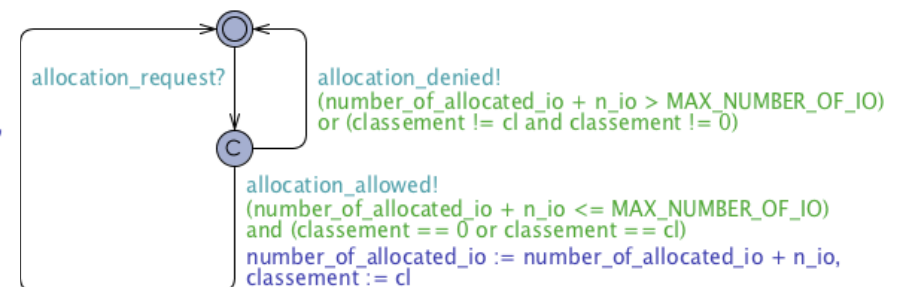 allocation_request?
allocation_denied!
(number_of_allocated_io + n_io > MAX_NUMBER_OF_IO)
or (classement != cl and classement != 0)
C
allocation_allowed!
(number_of_allocated_io + n_io <= MAX_NUMBER_OF_IO)
and (classement == 0 or classement == cl)
number_of_allocated_io := number_of_allocated_io + n_io,
classement := cl